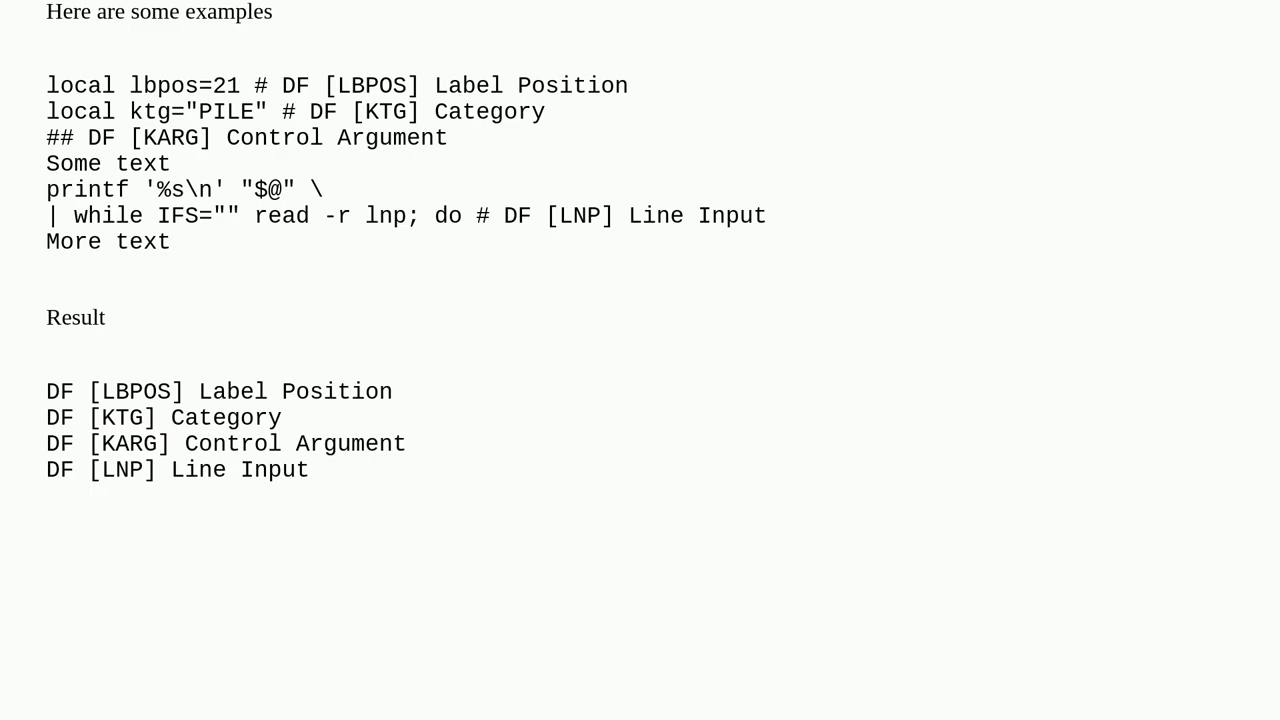 Here are some examples
local lbpos=21 # DF [LBPOS] Label Position
local ktg="PILE" # DF [KTG] Category
## DF [KARG] Control Argument
Some text
printf '%s\n' "$@" \
| while IFS="" read -r lnp; do # DF [LNP] Line Input
More text
Result
DF [LBPOS] Label Position
DF [KTG] Category
DF [KARG] Control Argument
DF [LNP] Line Input